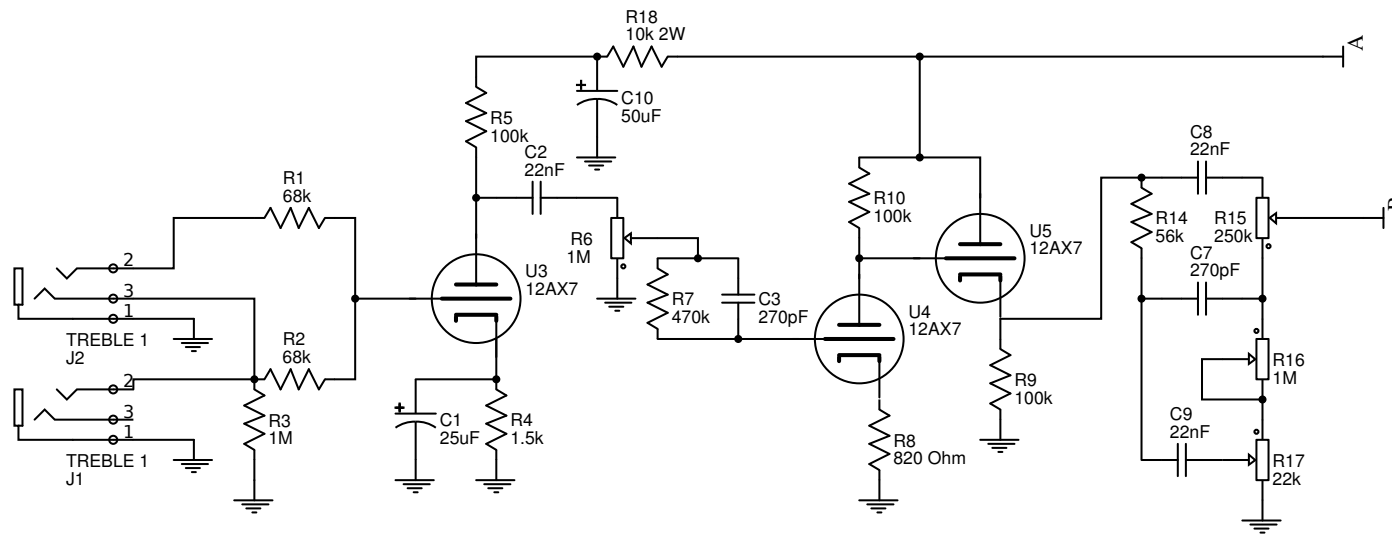 R18
10k 2W
A
C10
50uF
R5
100k
C2
22nF
C8
22nF
R1
68k
R10
100k
R14
56k
R15
250k
R6
1M
U5
12AX7
C7
270pF
2
3
1
TREBLE 1
J2
U3
12AX7
R7
470k
C3
270pF
U4
12AX7
R2
68k
R16
1M
R9
100k
2
3
1
TREBLE 1
J1
R3
1M
C1
25uF
R4
1.5k
R8
820 Ohm
C9
22nF
R17
22k